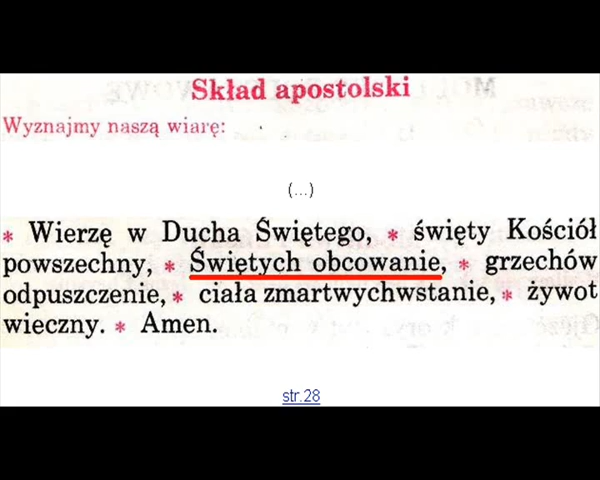 Skład apostolski
Wyznajmy naszą wiarę:
(...)
* Wierzę w Ducha Świętego, * święty Kościół
powszechny, * Świętych obcowanie, * grzechów
odpuszczenie, * ciała zmartwychwstanie, * żywot
wieczny. * Amen.
str.28